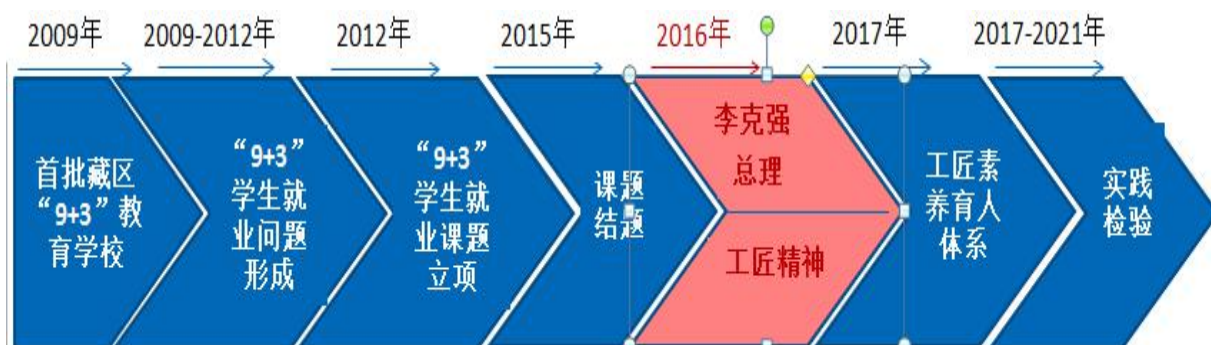 2009年
2009-2012年
2012年
2015年
2016年
2017年
2017-2021年
首批藏区
“9+3”教
育学校
“9+3”
学生就
业问题
形成
“9+3”
学生就
业课题
立项
课题
结题
李克强
总理
工匠精神
工匠素
养育人
体系
实践
检验